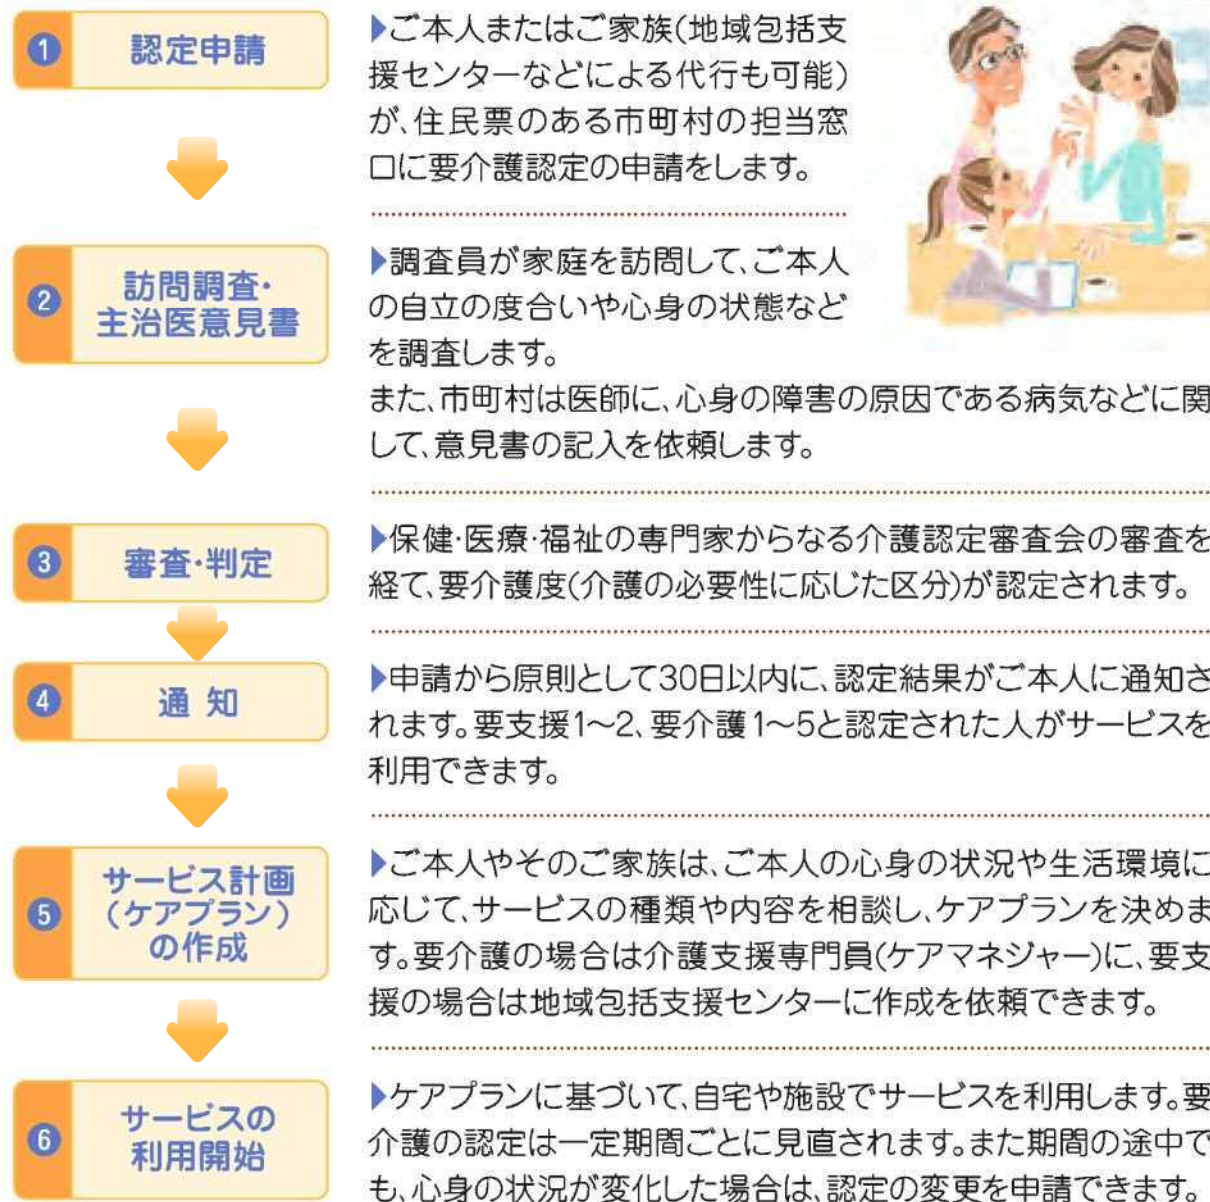 1 認定申請
▶ご本人またはご家族(地域包括支
援センターなどによる代行も可能)
が、住民票のある市町村の担当窓
口に要介護認定の申請をします。
2 訪問調査・
主治医意見書
▶調査員が家庭を訪問して、ご本人
の自立の度合いや心身の状態など
を調査します。
また、市町村は医師に、心身の障害の原因である病気などに関
して、意見書の記入を依頼します。
3 審査・判定
▶保健・医療・福祉の専門家からなる介護認定審査会の審査を
経て、要介護度(介護の必要性に応じた区分)が認定されます。
4 通 知
▶申請から原則として30日以内に、認定結果がご本人に通知さ
れます。要支援1〜2、要介護1〜5と認定された人がサービスを
利用できます。
5 サービス計画
(ケアプラン)
の作成
▶ご本人やそのご家族は、ご本人の心身の状況や生活環境に
応じて、サービスの種類や内容を相談し、ケアプランを決めま
す。要介護の場合は介護支援専門員(ケアマネジャー)に、要支
援の場合は地域包括支援センターに作成を依頼できます。
6 サービスの
利用開始
▶ケアプランに基づいて、自宅や施設でサービスを利用します。要
介護の認定は一定期間ごとに見直されます。また期間の途中で
も、心身の状況が変化した場合は、認定の変更を申請できます。